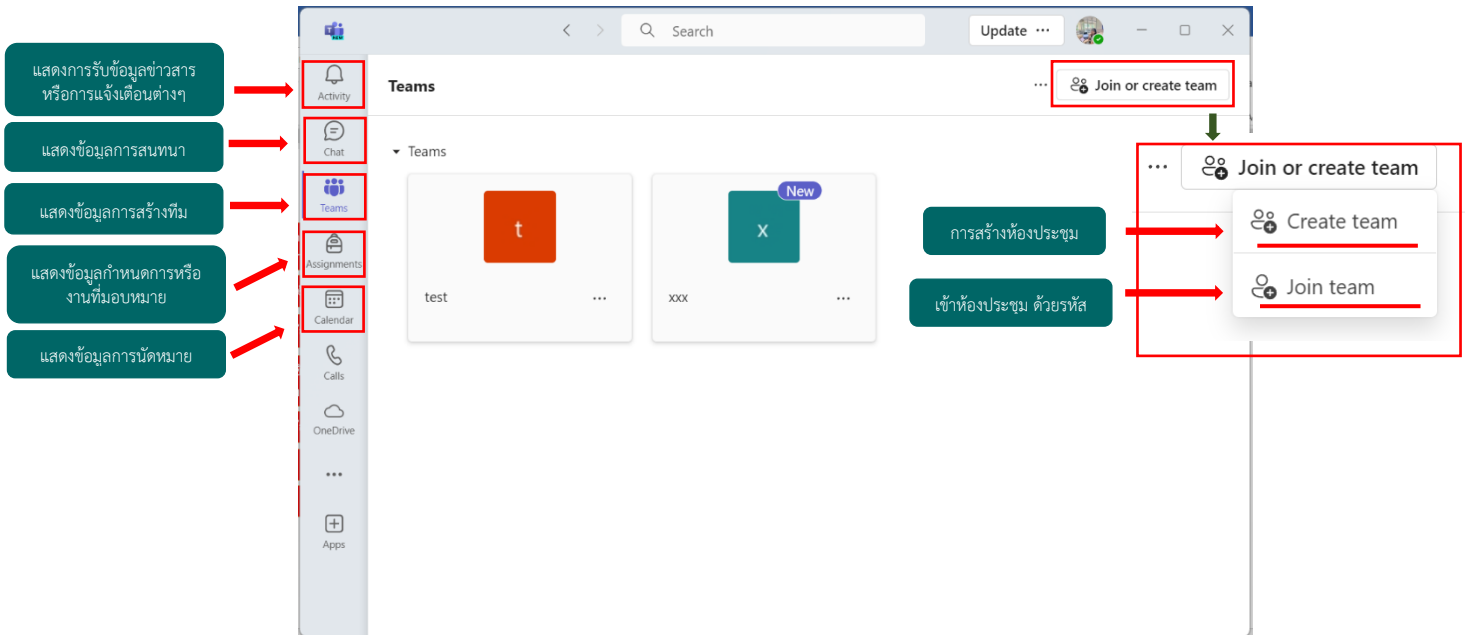 Search
Update
แสดงการรับข้อมูลข่าวสาร
หรือการแจ้งเตือนต่างๆ
Activity
Teams
Join or create team
แสดงข้อมูลการสนทนา
Chat
Teams
Join or create team
New
แสดงข้อมูลการสร้างทีม
Teams
t
x
การสร้างห้องประชุม
Create team
แสดงข้อมูลกำหนดการหรือ
งานที่มอบหมาย
Assignments
test
xxx
เข้าห้องประชุม ด้วยรหัส
Join team
Calendar
แสดงข้อมูลการนัดหมาย
Calls
OneDrive
Apps